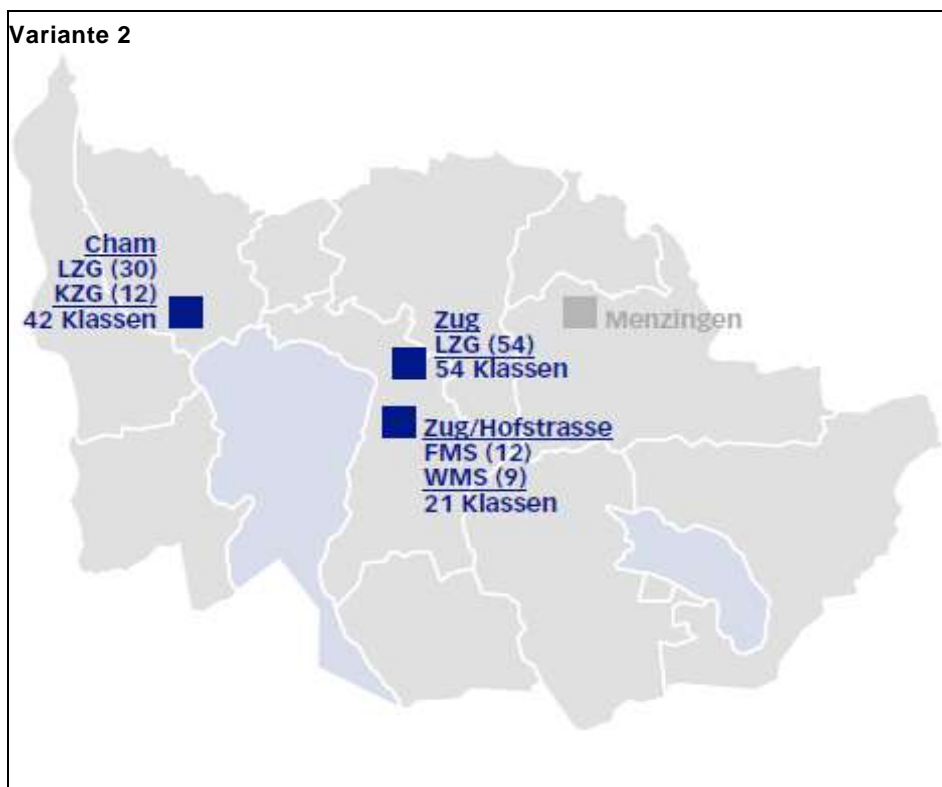 Variante 2
Cham
LZG (30)
KZG (12)
42 Klassen
Zug
LZG (54)
54 Klassen
Menzingen
Zug/Hofstrasse
FMS (12)
WMS (9)
21 Klassen